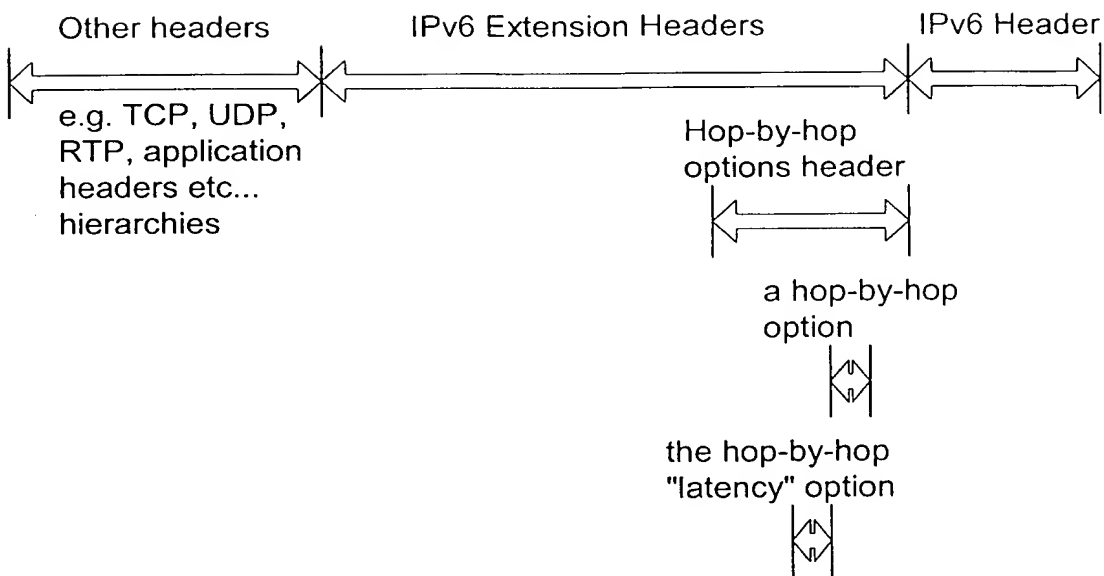 Other headers
IPv6 Extension Headers
IPv6 Header
e.g. TCP, UDP,
RTP, application
headers etc...
hierarchies
Hop-by-hop
options header
a hop-by-hop
option
the hop-by-hop
"latency" option